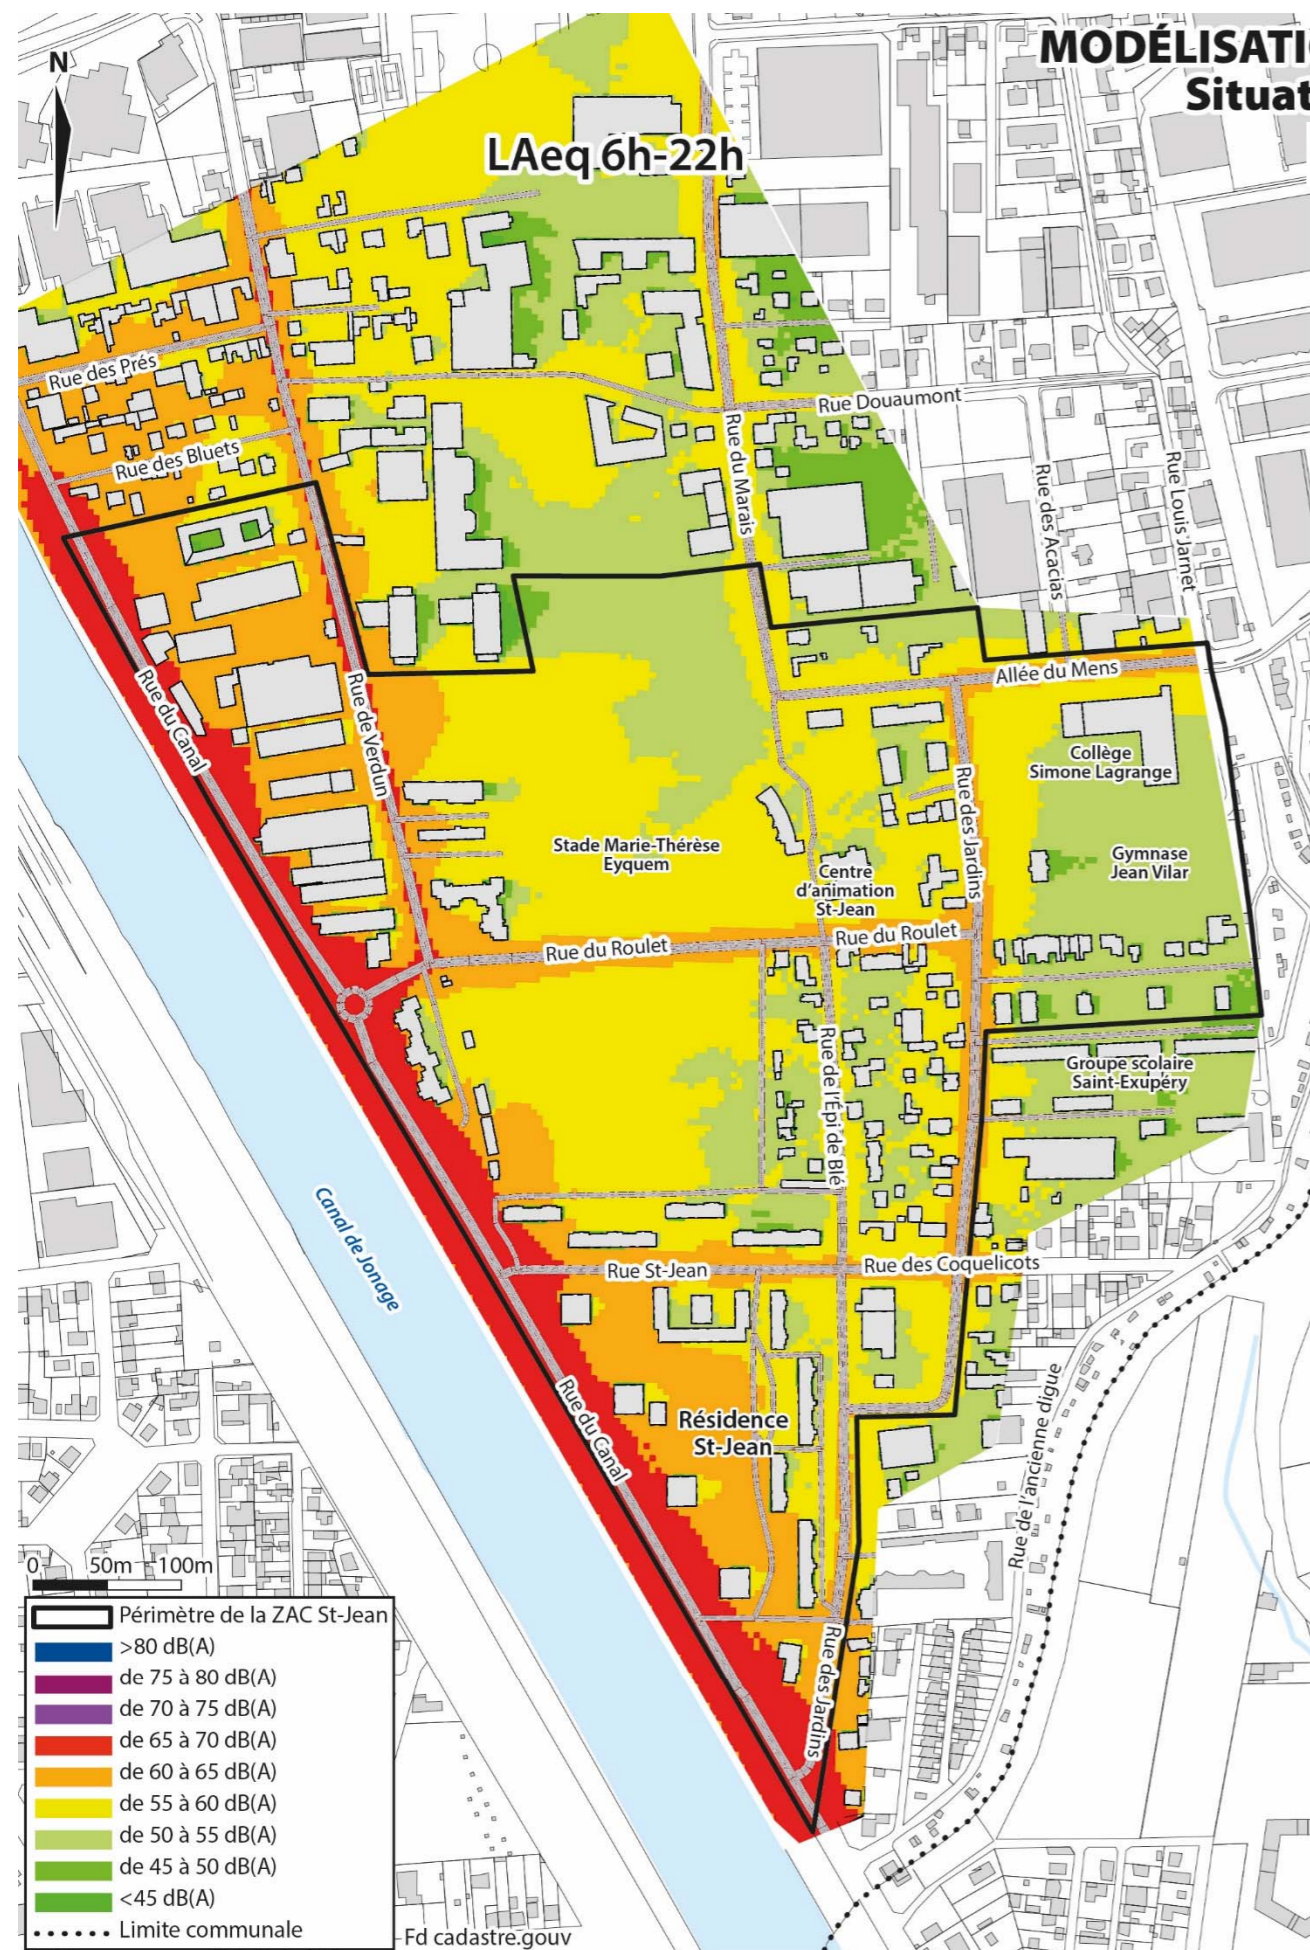 MODÉLISATI
Situat
N
LAeq 6h-22h
Rue des Prés
Rue Douaumont
Rue des Bluets
Rue du Marais
Rue des Acacias
Rue Louis Jarnet
Allée du Mens
Rue du Canal
Rue de Verdun
Collège
Simone Lagrange
Rue des Jardins
Stade Marie-Thérèse
Eyquem
Gymnase
Jean Vilar
Centre
d'animation
St-Jean
Rue du Roulet
Rue du Roulet
Rue de l'Épi de Blé
Groupe scolaire
Saint-Exupéry
Canal de Jonage
Rue St-Jean
Rue des Coquelicots
Rue du Canal
Résidence
St-Jean
Rue de l'ancienne digue
Rue des Jardins
0 50m 100m
Périmètre de la ZAC St-Jean
>80 dB(A)
de 75 à 80 dB(A)
de 70 à 75 dB(A)
de 65 à 70 dB(A)
de 60 à 65 dB(A)
de 55 à 60 dB(A)
de 50 à 55 dB(A)
de 45 à 50 dB(A)
<45 dB(A)
Limite communale
Fd cadastre.gouv